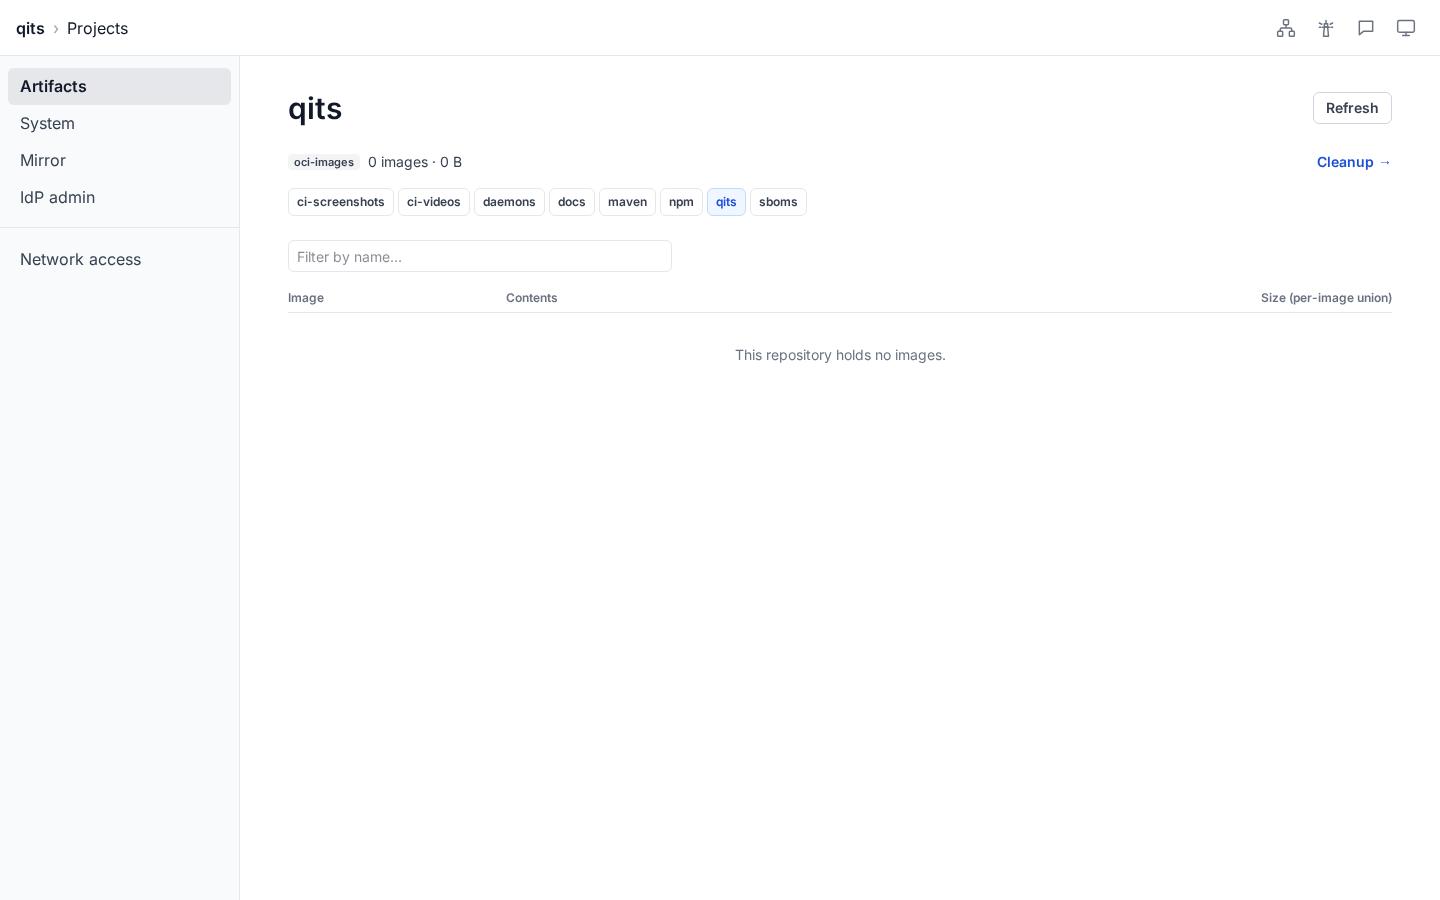 qits › Projects
Artifacts
System
Mirror
IdP admin
Network access
qits
Refresh
oci-images 0 images · 0 B
Cleanup →
ci-screenshots ci-videos daemons docs maven npm qits sboms
Filter by name...
Image Contents Size (per-image union)
This repository holds no images.